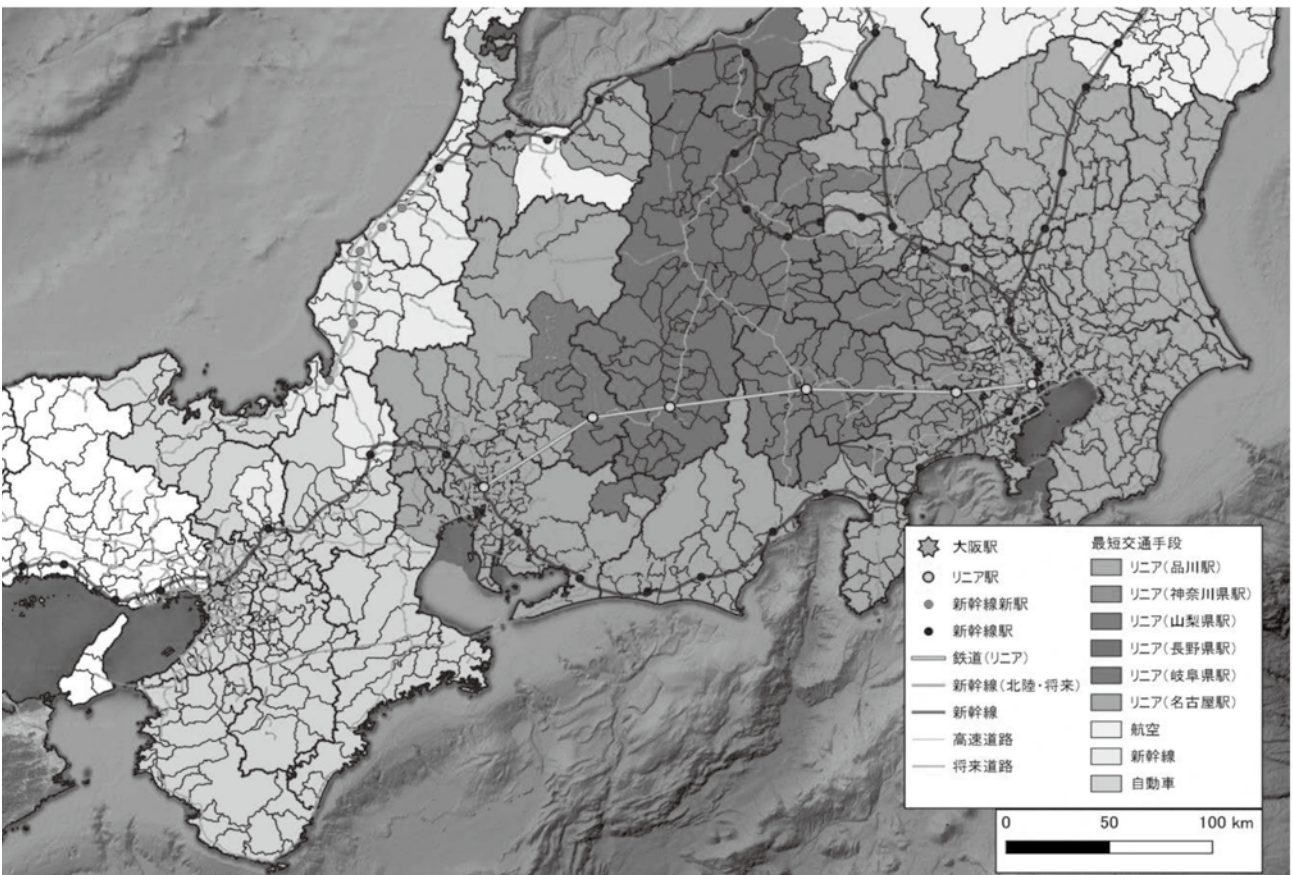 大阪駅
リニア駅
新幹線新駅
新幹線駅
鉄道(リニア)
新幹線(北陸・将来)
新幹線
高速道路
将来道路
最短交通手段
リニア(品川駅)
リニア(神奈川県駅)
リニア(山梨県駅)
リニア(長野県駅)
リニア(岐阜県駅)
リニア(名古屋駅)
航空
新幹線
自動車
0 50 100 km